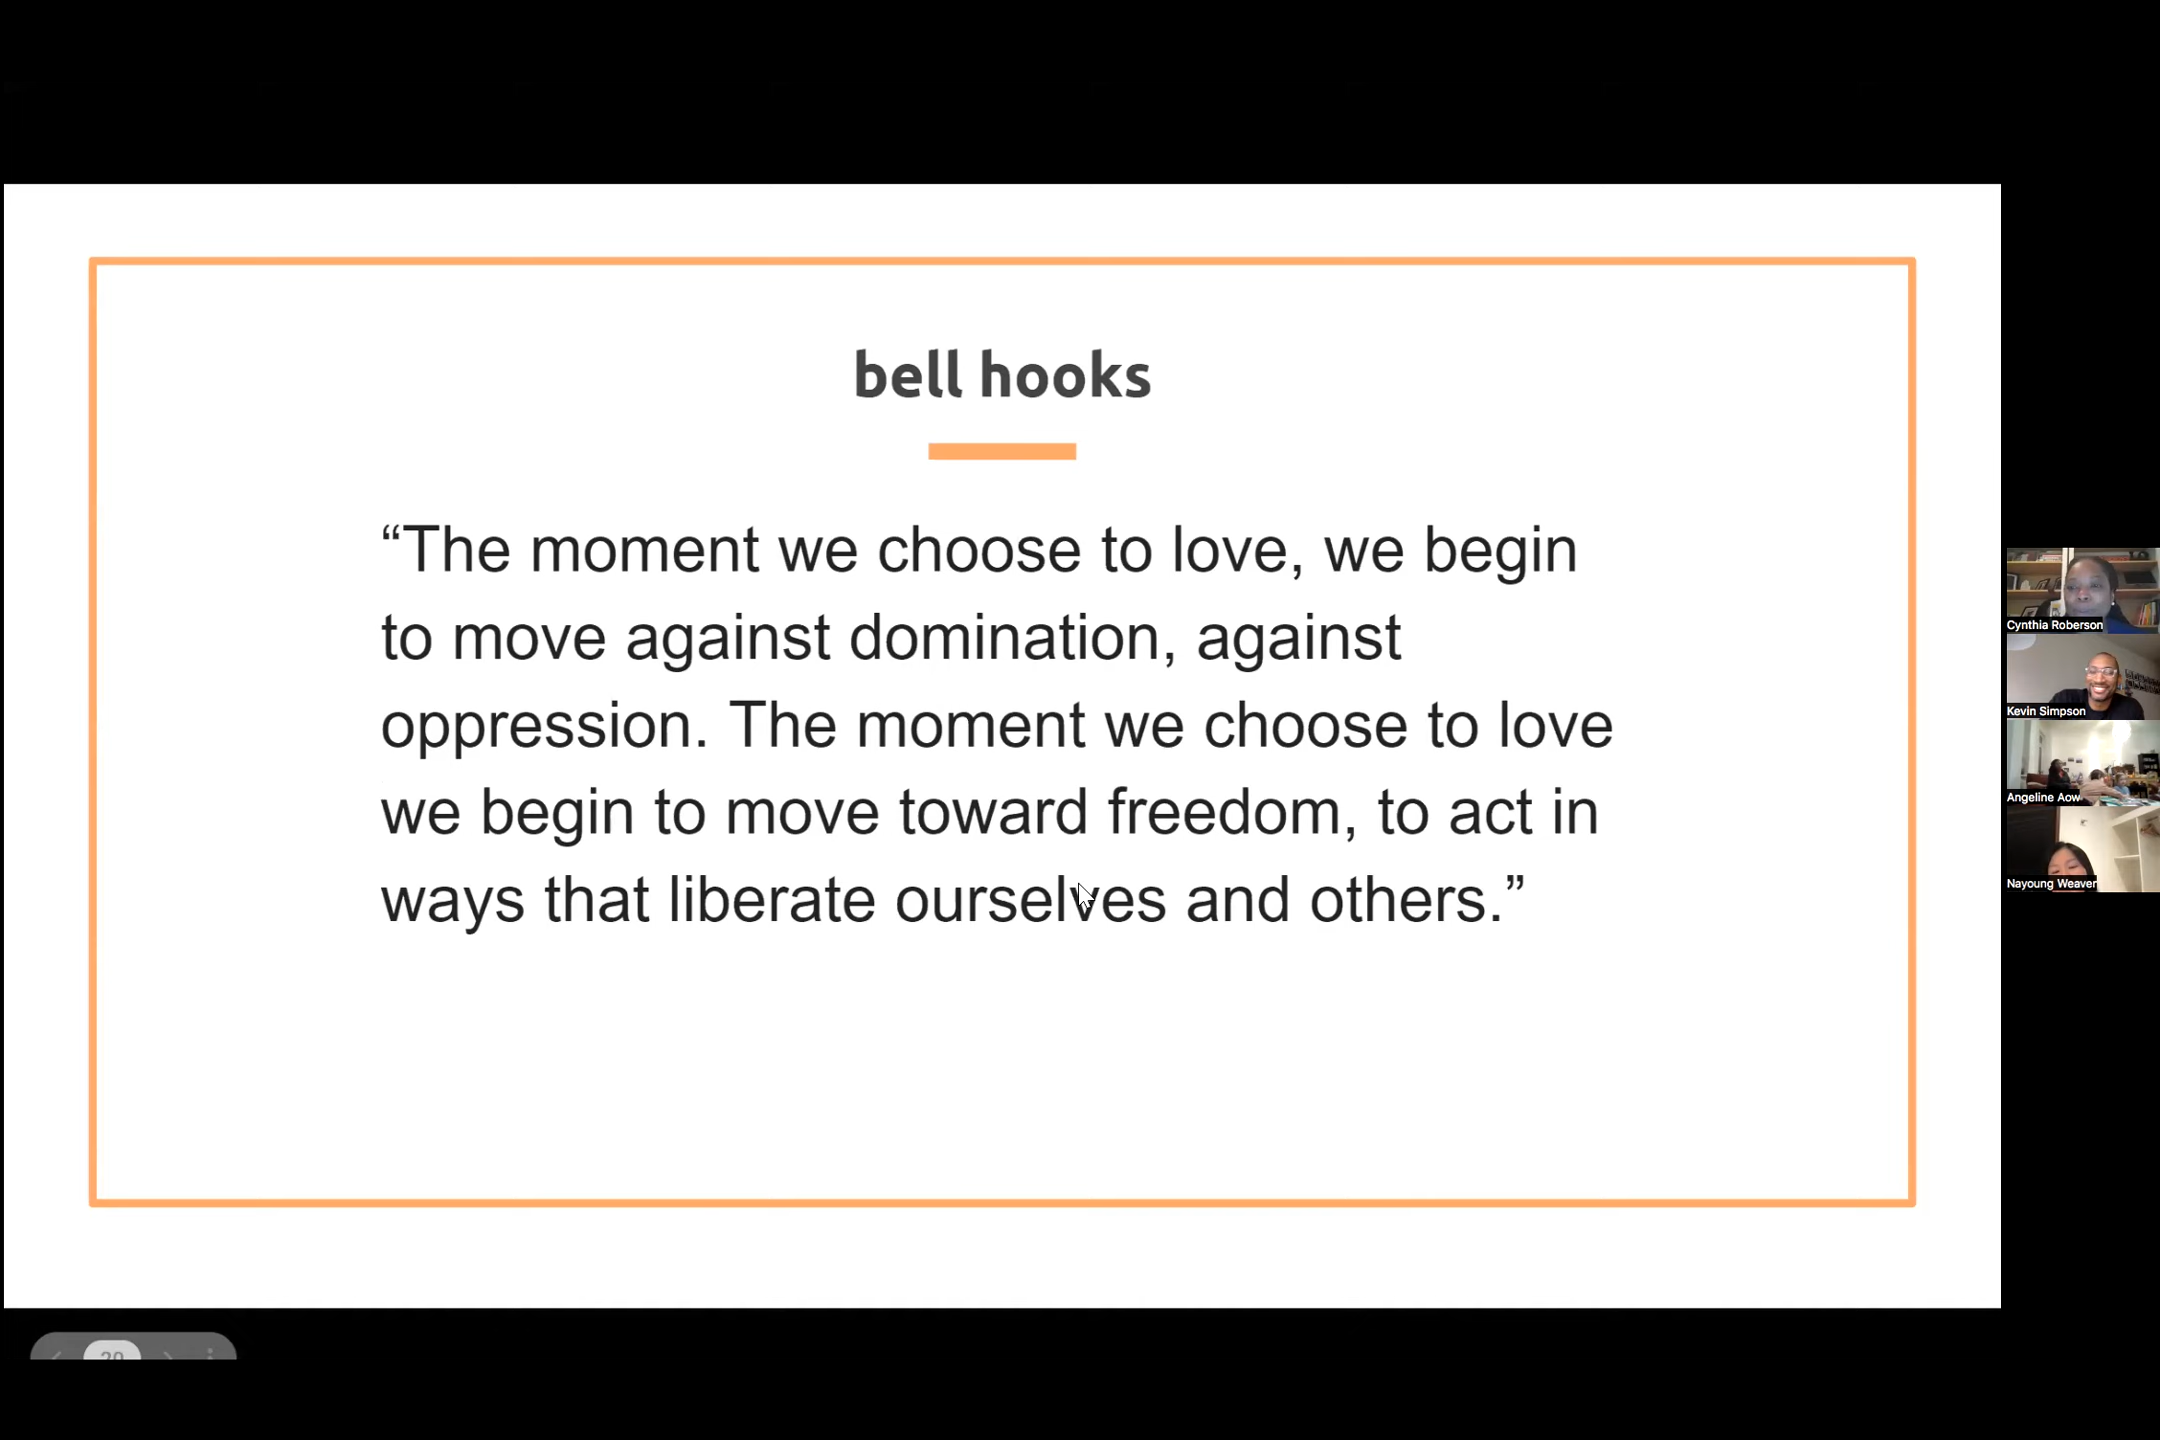 bell hooks
“The moment we choose to love, we begin
to move against domination, against
oppression. The moment we choose to love
we begin to move toward freedom, to act in
ways that liberate ourselves and others.”
Cynthia Roberson
Kevin Simpson
Angeline Aow
Nayoung Weaver